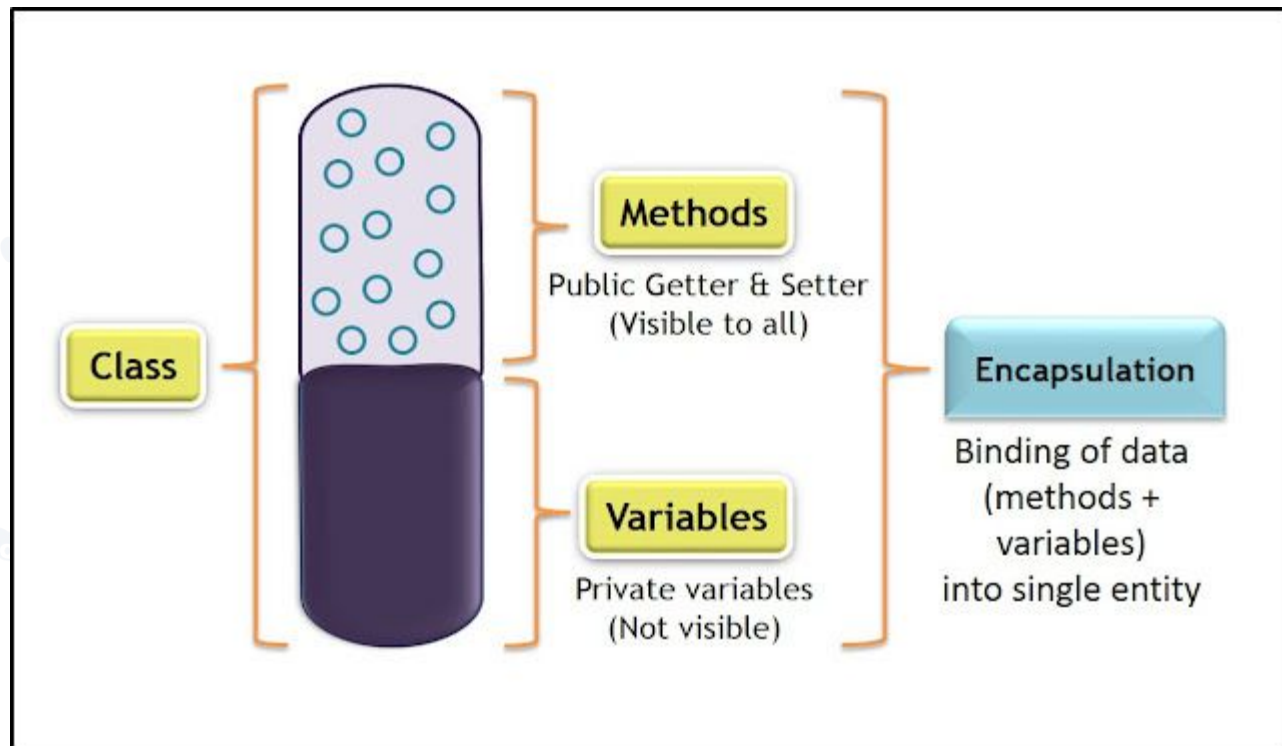 Class
Methods
Public Getter & Setter
(Visible to all)
Variables
Private variables
(Not visible)
Encapsulation
Binding of data
(methods +
variables)
into single entity